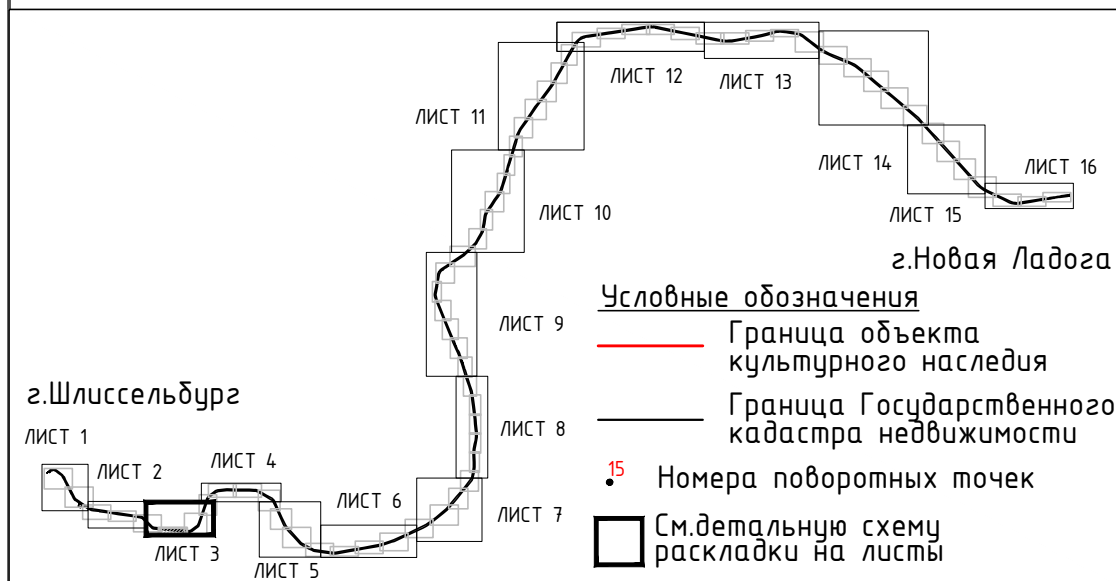 ЛИСТ 12
ЛИСТ 13
ЛИСТ 11
ЛИСТ 14
ЛИСТ 16
ЛИСТ 10
ЛИСТ 15
г.Новая Ладога
Условные обозначения
ЛИСТ 9
Граница объекта
культурного наследия
г.Шлиссельбург
Граница Государственного
кадастра недвижимости
ЛИСТ 8
ЛИСТ 1
ЛИСТ 2
ЛИСТ 4
15
Номера поворотных точек
ЛИСТ 6
ЛИСТ 7
См.детальную схему
раскладки на листы
ЛИСТ 3
ЛИСТ 5